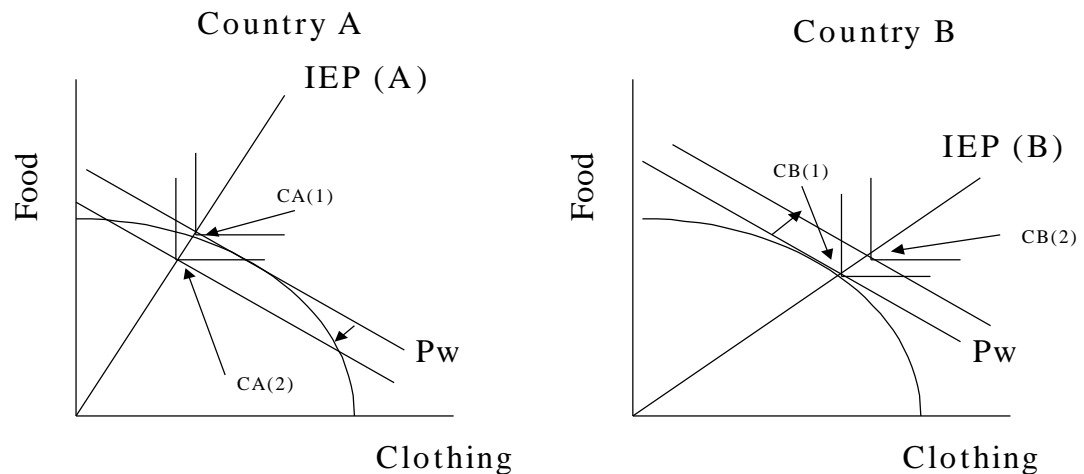 Country A
IEP (A)
Food
CA(1)
CA(2)
Pw
Clothing
Country B
IEP (B)
Food
CB(1)
CB(2)
Pw
Clothing